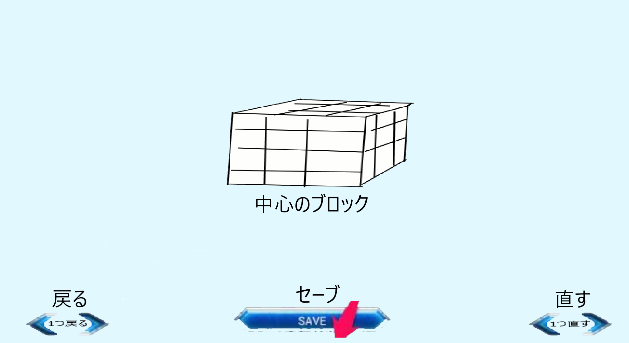 中心のブロック
戻る
セーブ
直す
1つ戻る
SAVE
1つ直す